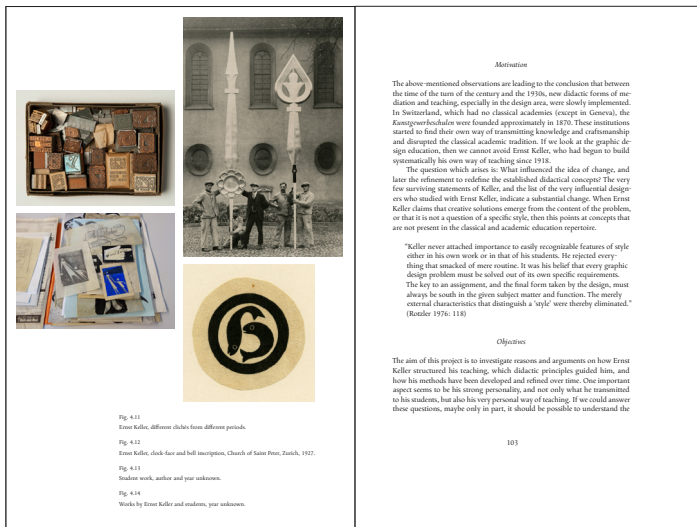 Fig. 4.11
Ernst Keller, different clichés from different periods.
Fig. 4.12
Ernst Keller, clock-face and bell inscription, Church of Saint Peter, Zurich, 1927.
Fig. 4.13
Student work, author and year unknown.
Fig. 4.14
Works by Ernst Keller and students, year unknown.
Motivation
The above-mentioned observations are leading to the conclusion that between
the time of the turn of the century and the 1930s, new didactic forms of me-
diation and teaching, especially in the design area, were slowly implemented.
In Switzerland, which had no classical academies (except in Geneva), the
Kunstgewerbeschulen were founded approximately in 1870. These institutions
started to find their own way of transmitting knowledge and craftsmanship
and disrupted the classical academic tradition. If we look at the graphic de-
sign education, then we cannot avoid Ernst Keller, who had begun to build
systematically his own way of teaching since 1918.
The question which arises is: What influenced the idea of change, and
later the refinement to redefine the established didactical concepts? The very
few surviving statements of Keller, and the list of the very influential design-
ers who studied with Ernst Keller, indicate a substantial change. When Ernst
Keller claims that creative solutions emerge from the content of the problem,
or that it is not a question of a specific style, then this points at concepts that
are not present in the classical and academic education repertoire.
“Keller never attached importance to easily recognizable features of style
either in his own work or in that of his students. He rejected every-
thing that smacked of mere routine. It was his belief that every graphic
design problem must be solved out of its own specific requirements.
The key to an assignment, and the final form taken by the design, must
always be south in the given subject matter and function. The merely
external characteristics that distinguish a ‘style’ were thereby eliminated.”
(Rotzler 1976: 118)
Objectives
The aim of this project is to investigate reasons and arguments on how Ernst
Keller structured his teaching, which didactic principles guided him, and
how his methods have been developed and refined over time. One important
aspect seems to be his strong personality, and not only what he transmitted
to his students, but also his very personal way of teaching. If we could answer
these questions, maybe only in part, it should be possible to understand the
103